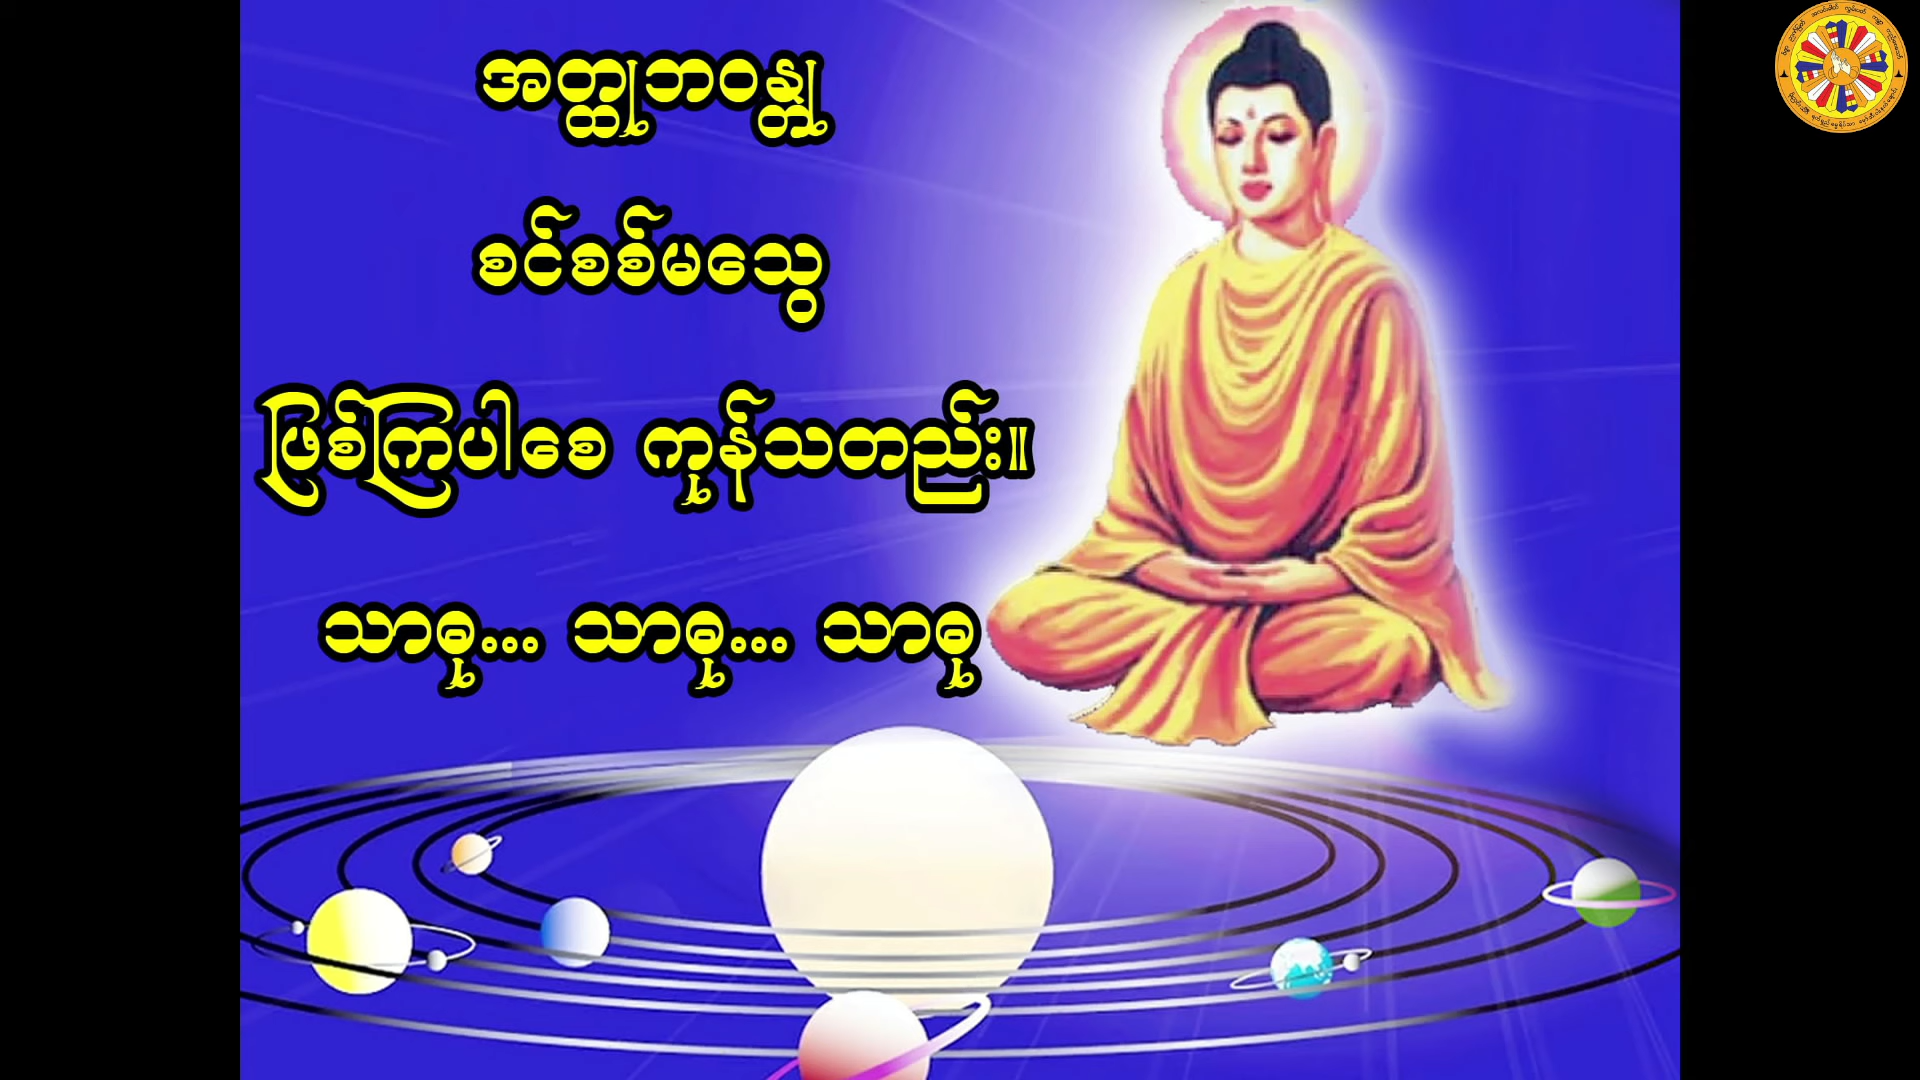 အတ္ထုဘဝန္တု
စင်စစ်မသွေ
ဖြစ်ကြပါစေ ကုန်သတည်း။
သာဓု... သာဓု... သာဓု